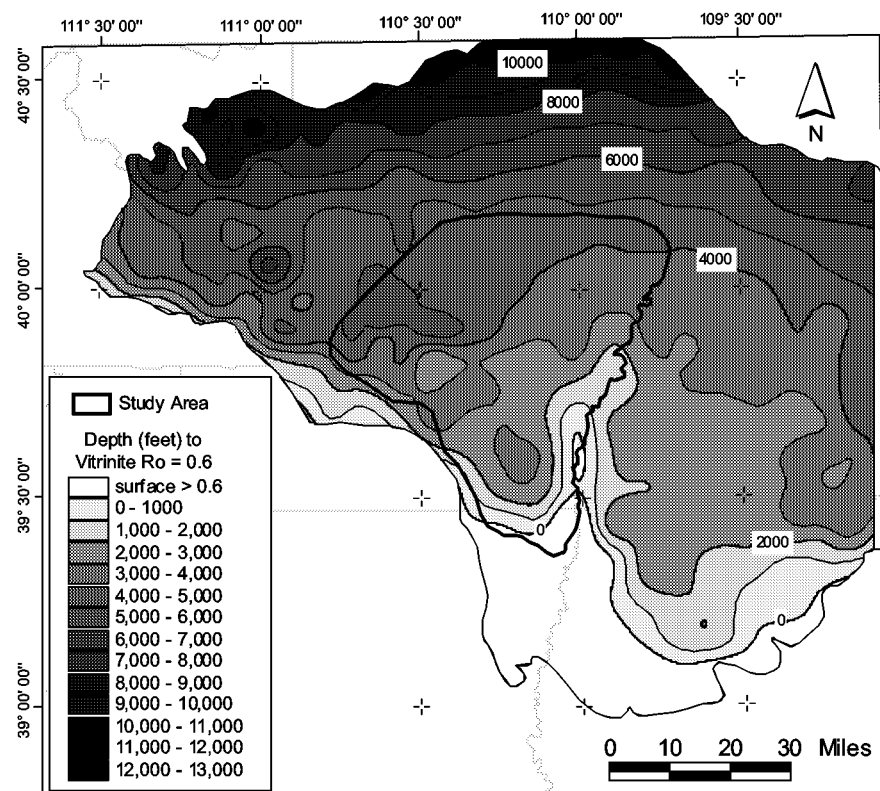 111° 30' 00" 111° 00' 00" 110° 30' 00" 110° 00' 00" 109° 30' 00"
40° 30' 00"
40° 00' 00"
39° 30' 00"
39° 00' 00"
10000
8000
6000
4000
2000
0
0
N
Study Area
Depth (feet) to
Vitrinite Ro = 0.6
surface > 0.6
0 - 1000
1,000 - 2,000
2,000 - 3,000
3,000 - 4,000
4,000 - 5,000
5,000 - 6,000
6,000 - 7,000
7,000 - 8,000
8,000 - 9,000
9,000 - 10,000
10,000 - 11,000
11,000 - 12,000
12,000 - 13,000
0 10 20 30 Miles